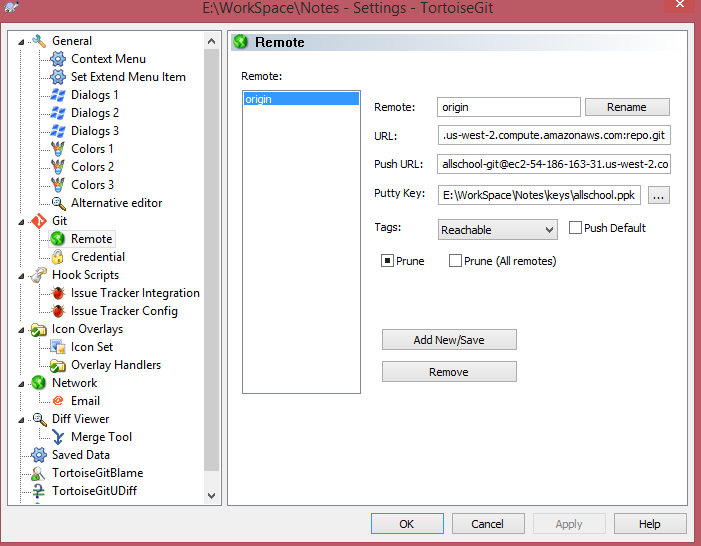 E:\WorkSpace\Notes - Settings - TortoiseGit
General
Context Menu
Set Extend Menu Item
Dialogs 1
Dialogs 2
Dialogs 3
Colors 1
Colors 2
Colors 3
Alternative editor
Git
Remote
Credential
Hook Scripts
Issue Tracker Integration
Issue Tracker Config
Icon Overlays
Icon Set
Overlay Handlers
Network
Email
Diff Viewer
Merge Tool
Saved Data
TortoiseGitBlame
TortoiseGitUDiff
Remote
Remote:
origin
Remote: origin Rename
URL: .us-west-2.compute.amazonaws.com:repo.git
Push URL: allschool-git@ec2-54-186-163-31.us-west-2.co
Putty Key: E:\WorkSpace\Notes\keys\allschool.ppk ...
Tags: Reachable Push Default
Prune Prune (All remotes)
Add New/Save
Remove
OK Cancel Apply Help